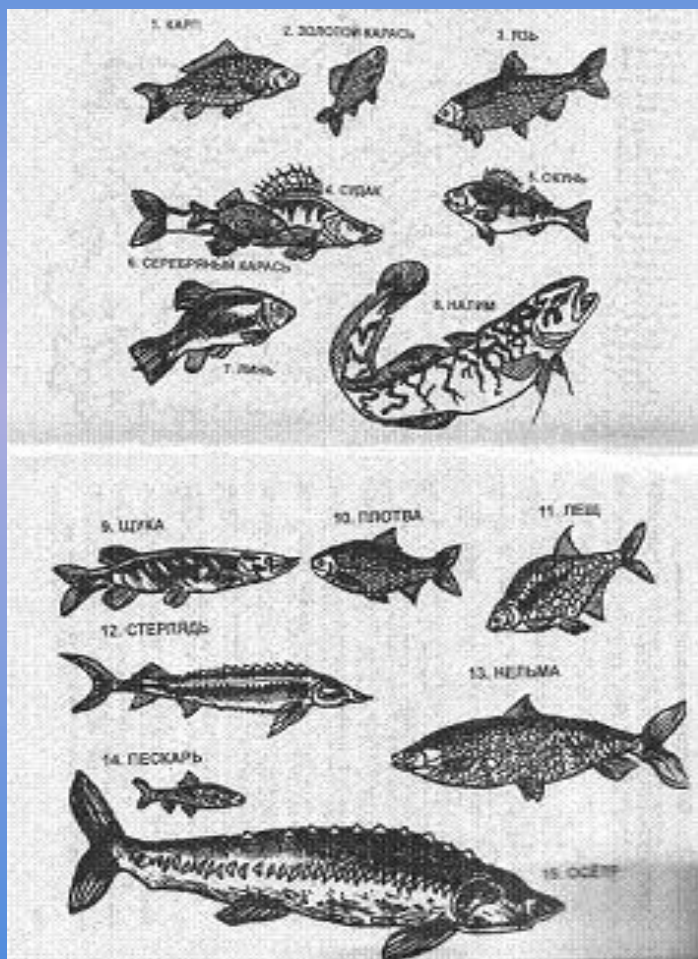 1. КАРП
2. ЗОЛОТОЙ КАРАСЬ
3. ЯЗЬ
4. СУДАК
5. ОКУНЬ
6. СЕРЕБРЯНЫЙ КАРАСЬ
7. ЛИНЬ
8. НАЛИМ
9. ЩУКА
10. ПЛОТВА
11. ЛЕЩ
12. СТЕРЛЯДЬ
13. НЕЛЬМА
14. ПЕСКАРЬ
15. ОСЁТР